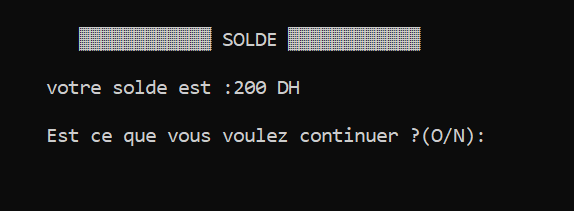 SOLDE
votre solde est :200 DH
Est ce que vous voulez continuer ?(O/N):